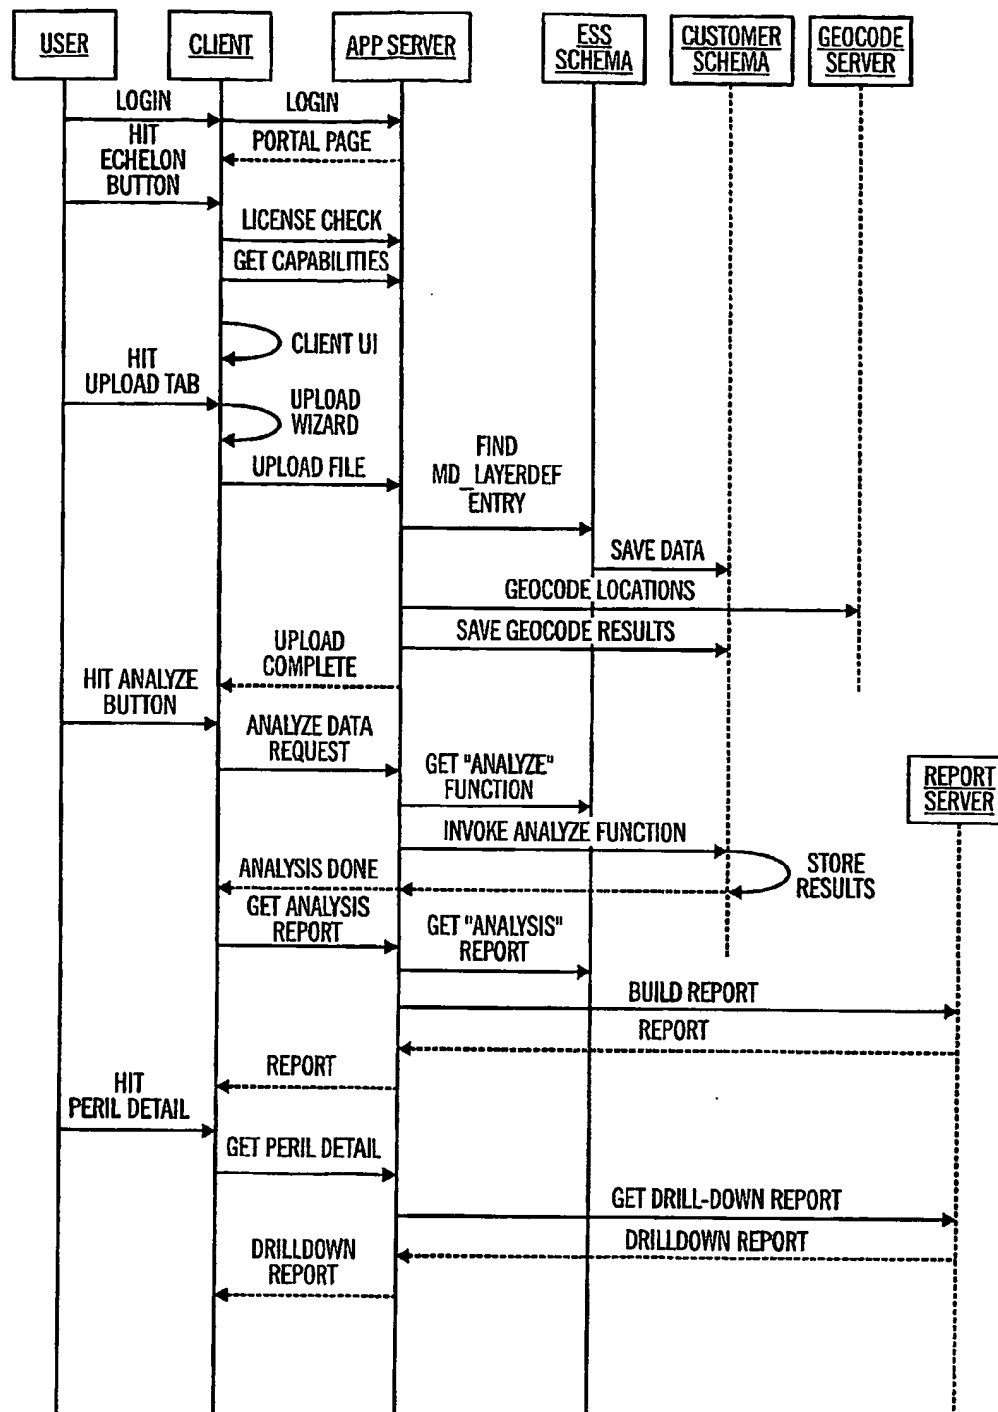 USER
CLIENT
APP SERVER
ESS
SCHEMA
CUSTOMER
SCHEMA
GEOCODE
SERVER
LOGIN
LOGIN
HIT
ECHELON
BUTTON
PORTAL PAGE
LICENSE CHECK
GET CAPABILITIES
CLIENT UI
HIT
UPLOAD TAB
UPLOAD
WIZARD
UPLOAD FILE
FIND
MD_LAYERDEF
ENTRY
SAVE DATA
GEOCODE LOCATIONS
SAVE GEOCODE RESULTS
UPLOAD
COMPLETE
HIT ANALYZE
BUTTON
ANALYZE DATA
REQUEST
GET "ANALYZE"
FUNCTION
REPORT
SERVER
INVOKE ANALYZE FUNCTION
STORE
RESULTS
ANALYSIS DONE
GET ANALYSIS
REPORT
GET "ANALYSIS"
REPORT
BUILD REPORT
REPORT
REPORT
HIT
PERIL DETAIL
GET PERIL DETAIL
GET DRILL-DOWN REPORT
DRILLDOWN REPORT
DRILLDOWN
REPORT